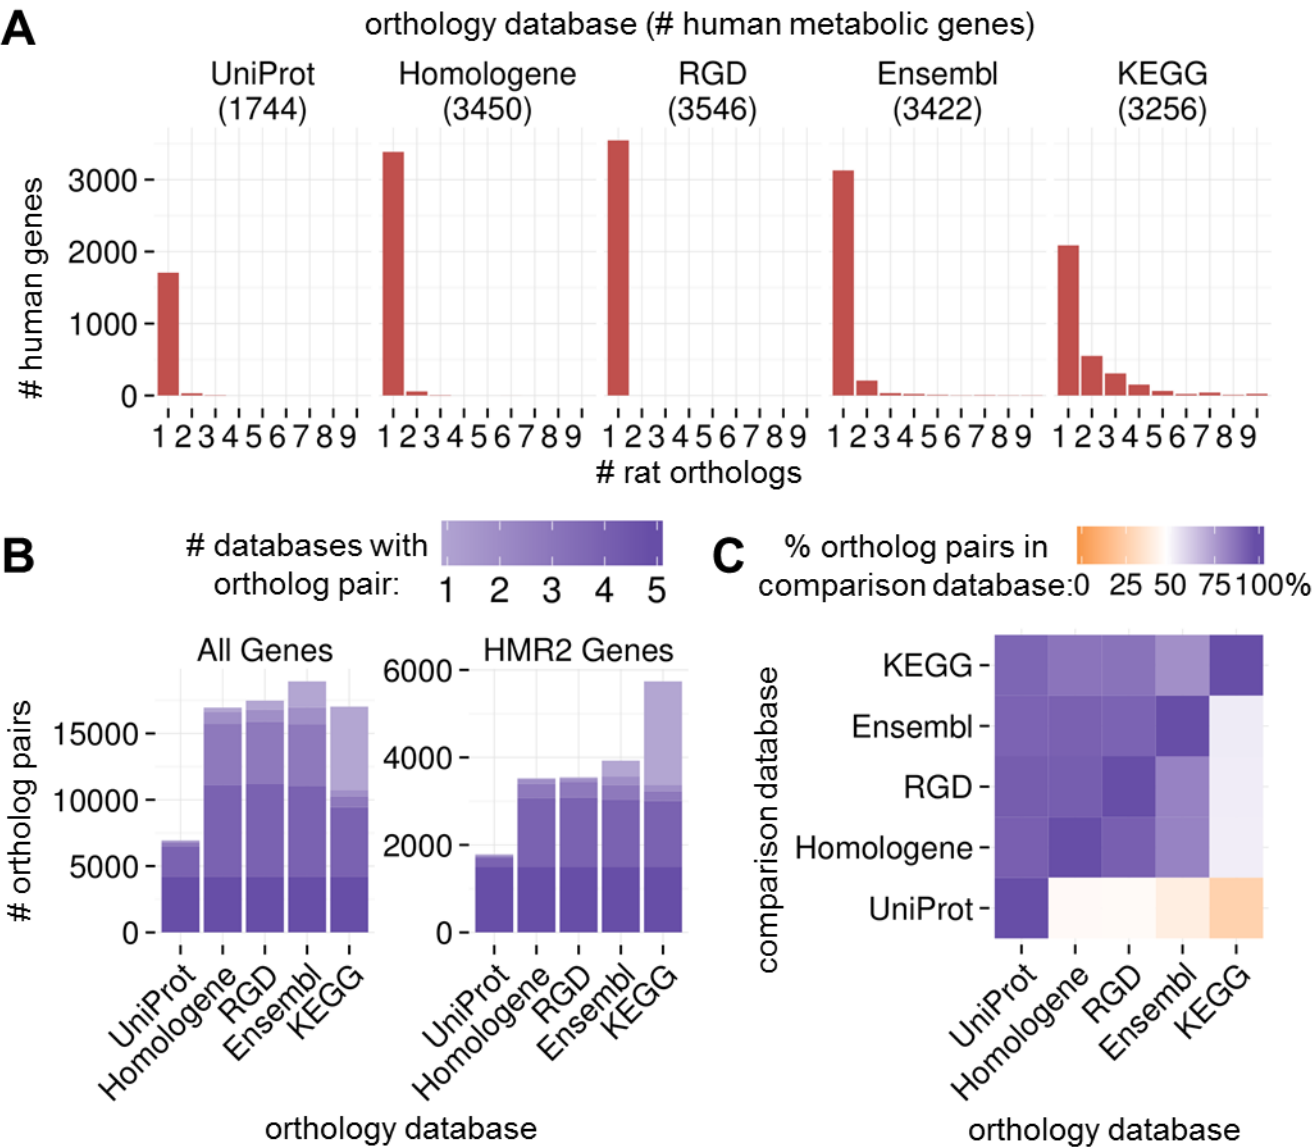 A
orthology database (# human metabolic genes)
UniProt Homologene RGD Ensembl KEGG
(1744) (3450) (3546) (3422) (3256)
# human genes
3000
2000
1000
0
1 2 3 4 5 6 7 8 9 1 2 3 4 5 6 7 8 9 1 2 3 4 5 6 7 8 9 1 2 3 4 5 6 7 8 9 1 2 3 4 5 6 7 8 9
# rat orthologs
B
# databases with
ortholog pair:
1 2 3 4 5
All Genes
# ortholog pairs
15000
10000
5000
0
UniProt
Homologene
RGD
Ensembl
KEGG
HMR2 Genes
6000
4000
2000
0
UniProt
Homologene
RGD
Ensembl
KEGG
orthology database
C
% ortholog pairs in
comparison database:
0 25 50 75 100%
comparison database
KEGG
Ensembl
RGD
Homologene
UniProt
UniProt
Homologene
RGD
Ensembl
KEGG
orthology database